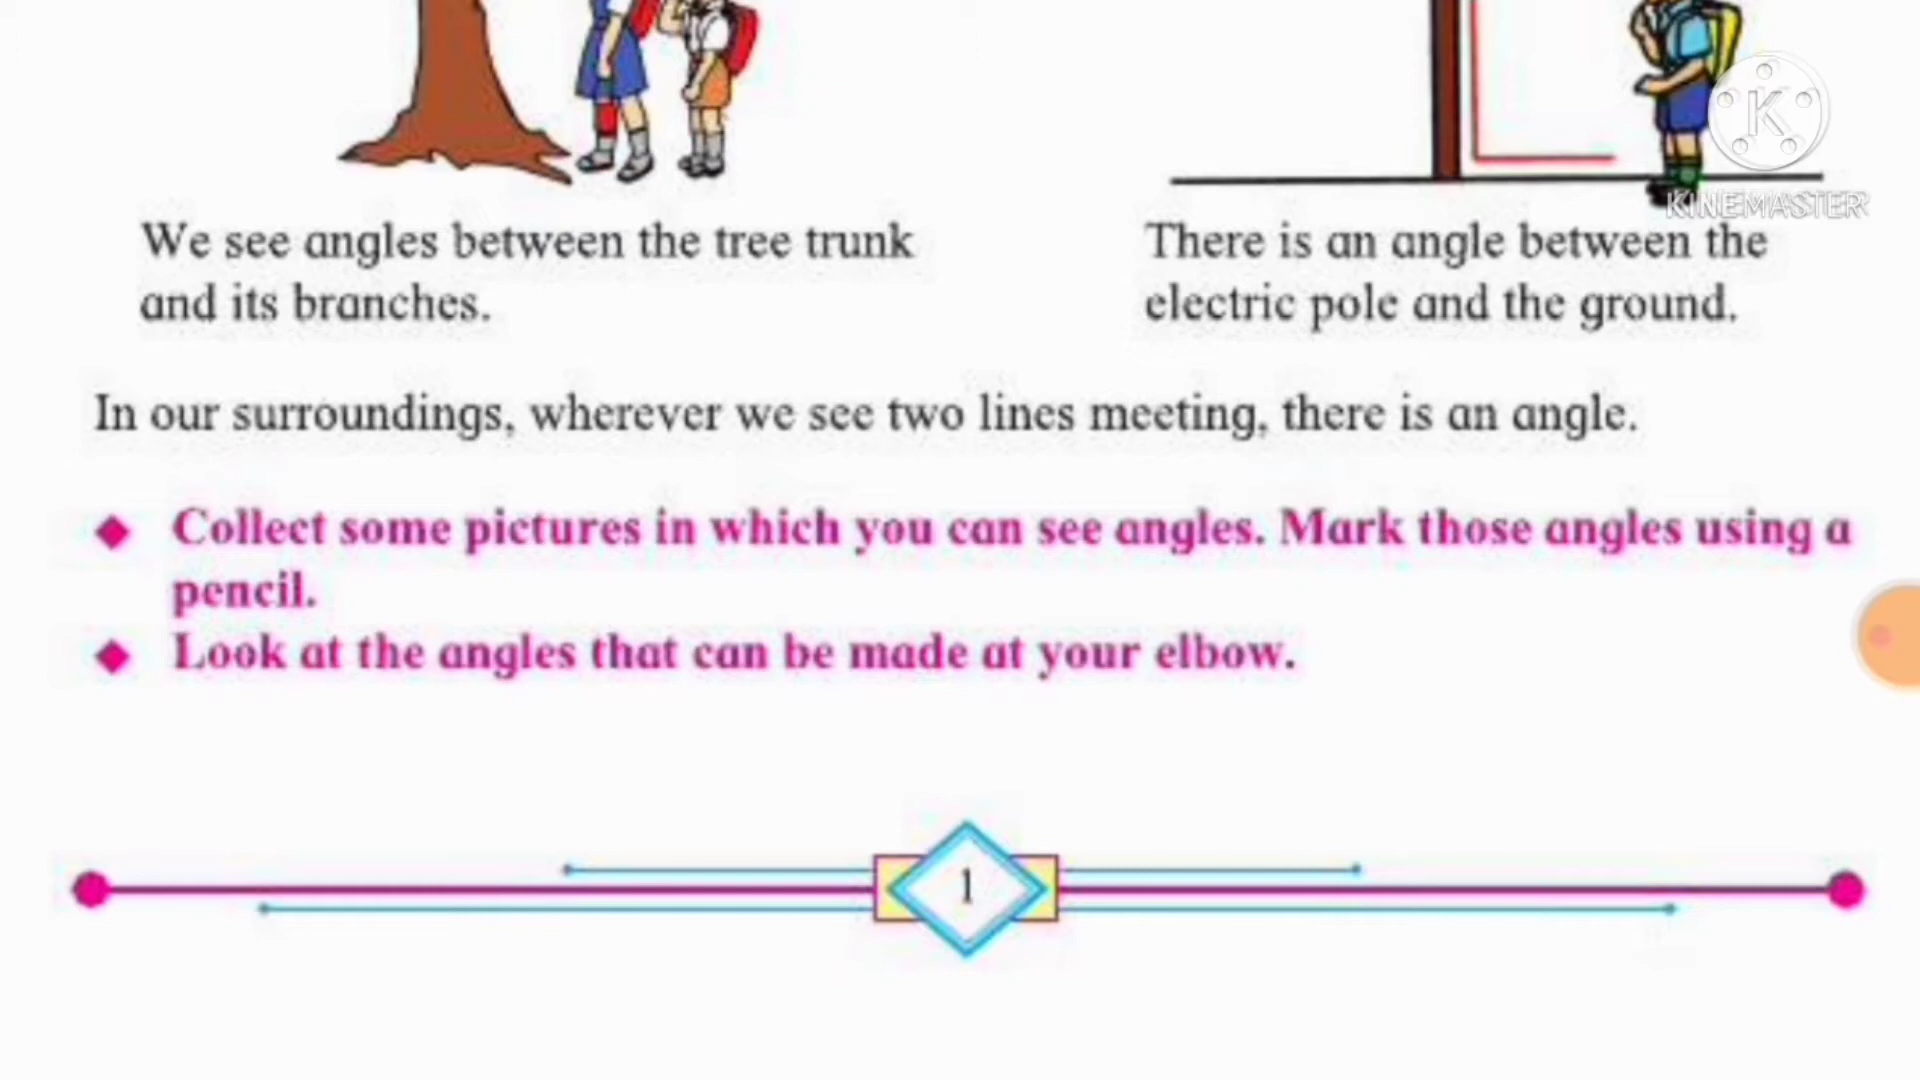 K
KINEMASTER
We see angles between the tree trunk
and its branches.
There is an angle between the
electric pole and the ground.
In our surroundings, wherever we see two lines meeting, there is an angle.
Collect some pictures in which you can see angles. Mark those angles using a
pencil.
Look at the angles that can be made at your elbow.
1